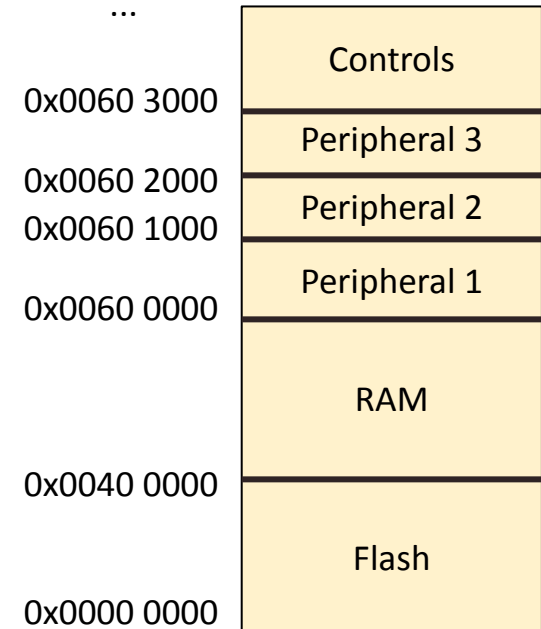 ...
Controls
0x0060 3000
Peripheral 3
0x0060 2000
Peripheral 2
0x0060 1000
Peripheral 1
0x0060 0000
RAM
0x0040 0000
Flash
0x0000 0000